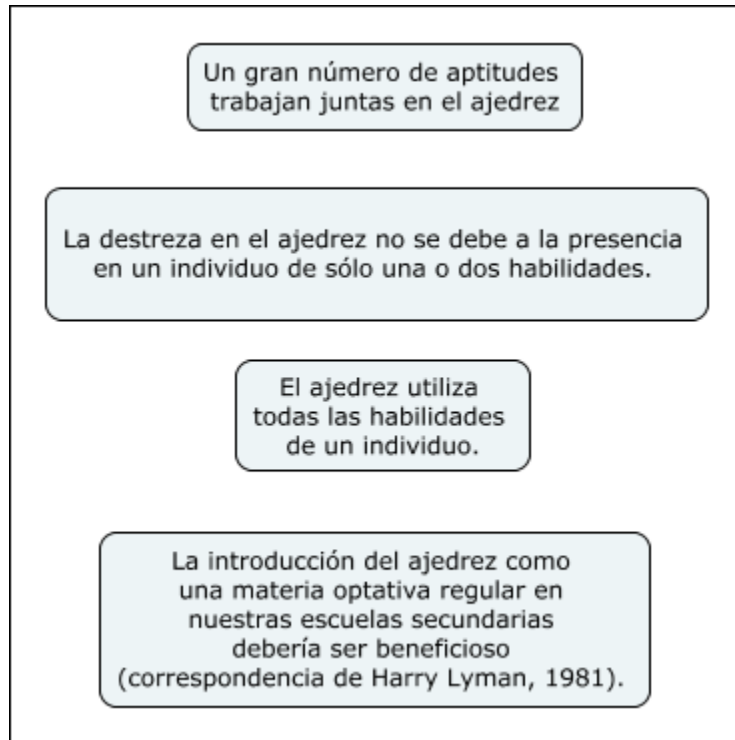 Un gran número de aptitudes
trabajan juntas en el ajedrez
La destreza en el ajedrez no se debe a la presencia
en un individuo de sólo una o dos habilidades.
El ajedrez utiliza
todas las habilidades
de un individuo.
La introducción del ajedrez como
una materia optativa regular en
nuestras escuelas secundarias
debería ser beneficioso
(correspondencia de Harry Lyman, 1981).